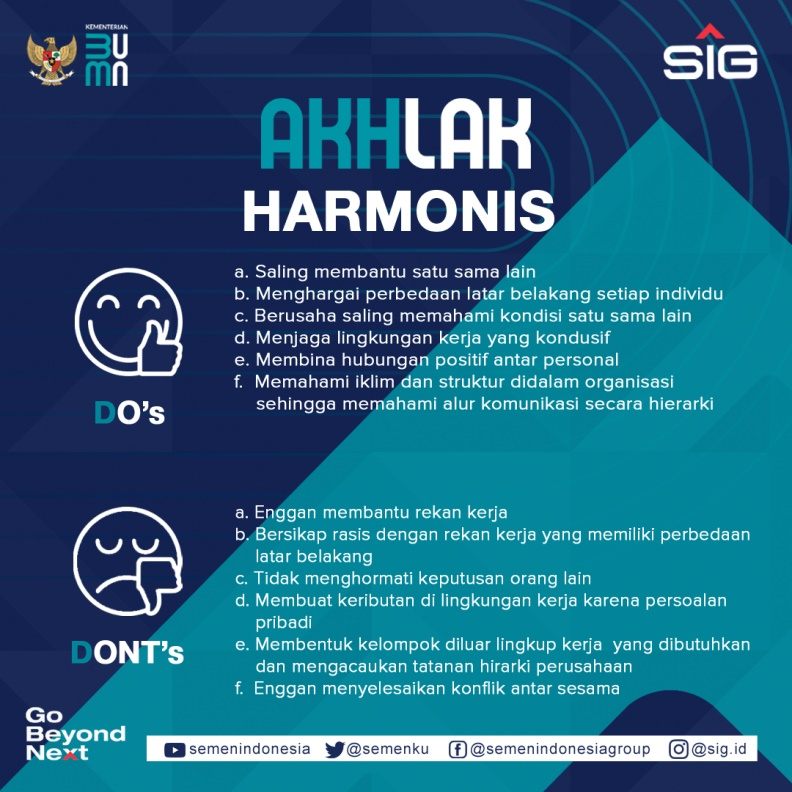 KEMENTERIAN
BUMN
SIG
AKHLAK
HARMONIS
a. Saling membantu satu sama lain
b. Menghargai perbedaan latar belakang setiap individu
c. Berusaha saling memahami kondisi satu sama lain
d. Menjaga lingkungan kerja yang kondusif
e. Membina hubungan positif antar personal
f. Memahami iklim dan struktur didalam organisasi
sehingga memahami alur komunikasi secara hierarki
DO's
a. Enggan membantu rekan kerja
b. Bersikap rasis dengan rekan kerja yang memiliki perbedaan
latar belakang
c. Tidak menghormati keputusan orang lain
d. Membuat keributan di lingkungan kerja karena persoalan
pribadi
e. Membentuk kelompok diluar lingkup kerja yang dibutuhkan
dan mengacaukan tatanan hirarki perusahaan
f. Enggan menyelesaikan konflik antar sesama
DONT's
Go
Beyond
Next
semenindonesia @semenku @semenindonesiagroup @sig.id